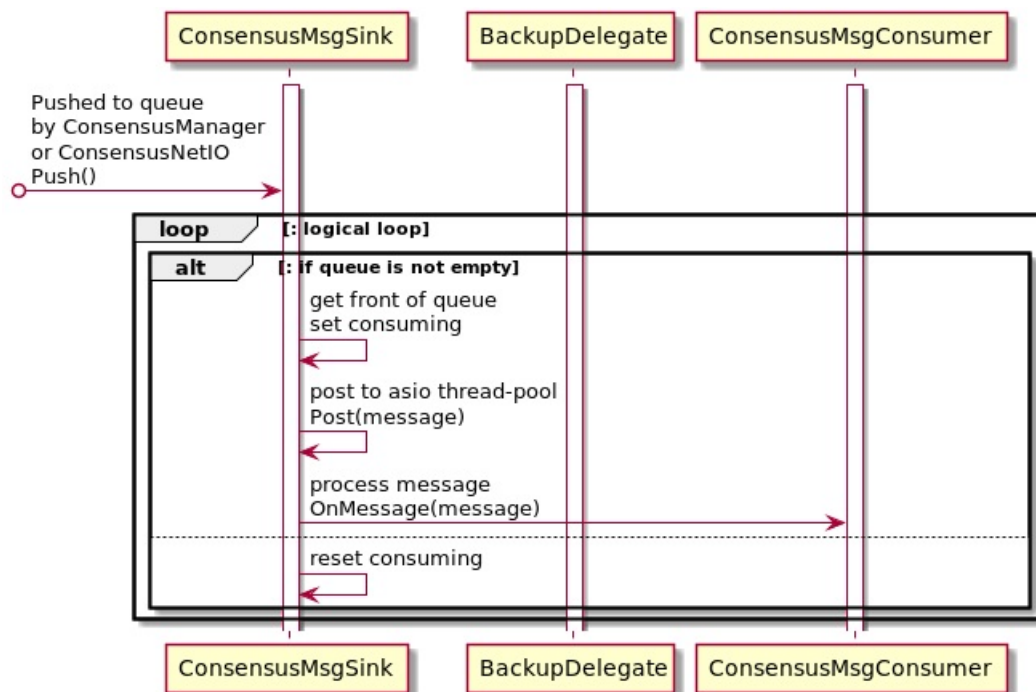 ConsensusMsgSink BackupDelegate ConsensusMsgConsumer
Pushed to queue
by ConsensusManager
or ConsensusNetIO
Push()
loop [: logical loop]
alt [: if queue is not empty]
get front of queue
set consuming
post to asio thread-pool
Post(message)
process message
OnMessage(message)
reset consuming
ConsensusMsgSink BackupDelegate ConsensusMsgConsumer